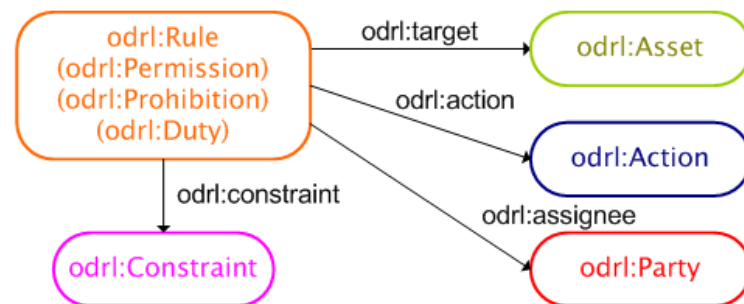 odrl:Rule
(odrl:Permission)
(odrl:Prohibition)
(odrl:Duty)
odrl:target
odrl:Asset
odrl:action
odrl:Action
odrl:constraint
odrl:assignee
odrl:Constraint
odrl:Party